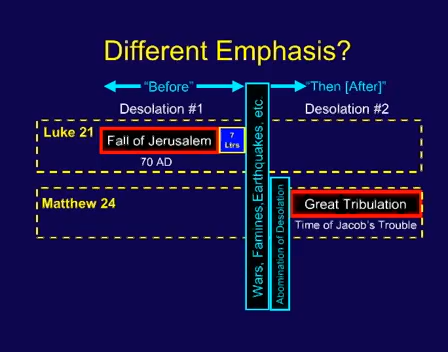 Different Emphasis?
“Before”
“Then [After]”
Desolation #1
Desolation #2
Luke 21
Fall of Jerusalem
7
Ltrs
70 AD
Wars, Famines,Earthquakes, etc.
Matthew 24
Abomination of Desolation
Great Tribulation
Time of Jacob’s Trouble